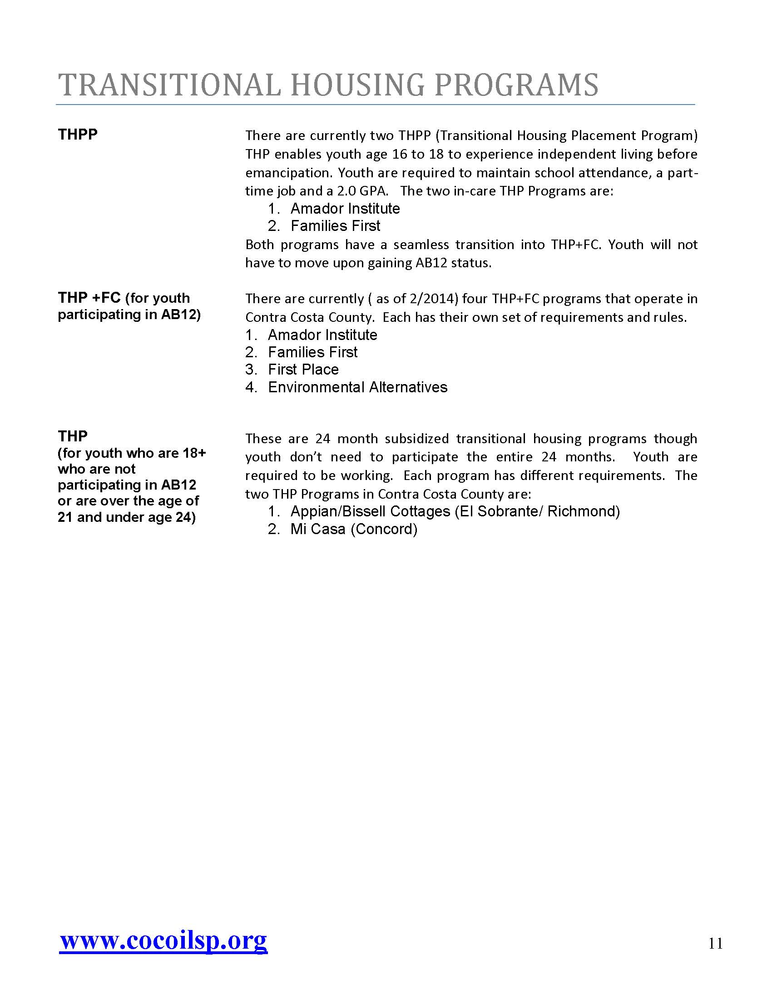 TRANSITIONAL HOUSING PROGRAMS
THPP
There are currently two THPP (Transitional Housing Placement Program)
THP enables youth age 16 to 18 to experience independent living before
emancipation. Youth are required to maintain school attendance, a part-
time job and a 2.0 GPA.   The two in-care THP Programs are:
1. Amador Institute
2. Families First
Both programs have a seamless transition into THP+FC. Youth will not
have to move upon gaining AB12 status.
THP +FC (for youth
participating in AB12)
There are currently ( as of 2/2014) four THP+FC programs that operate in
Contra Costa County.  Each has their own set of requirements and rules.
1. Amador Institute
2. Families First
3. First Place
4. Environmental Alternatives
THP
(for youth who are 18+
who are not
participating in AB12
or are over the age of
21 and under age 24)
These are 24 month subsidized transitional housing programs though
youth don’t need to participate the entire 24 months.  Youth are
required to be working.  Each program has different requirements.  The
two THP Programs in Contra Costa County are:
1. Appian/Bissell Cottages (El Sobrante/ Richmond)
2. Mi Casa (Concord)
www.cocoilsp.org
11